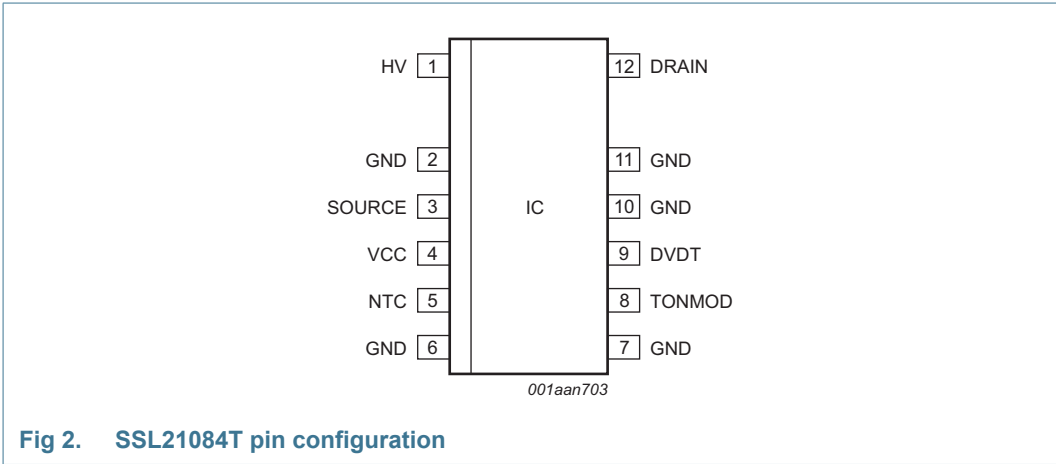 HV 1 12 DRAIN
GND 2 11 GND
SOURCE 3 IC 10 GND
VCC 4 9 DVDT
NTC 5 8 TONMOD
GND 6 7 GND
001aan703
Fig 2. SSL21084T pin configuration